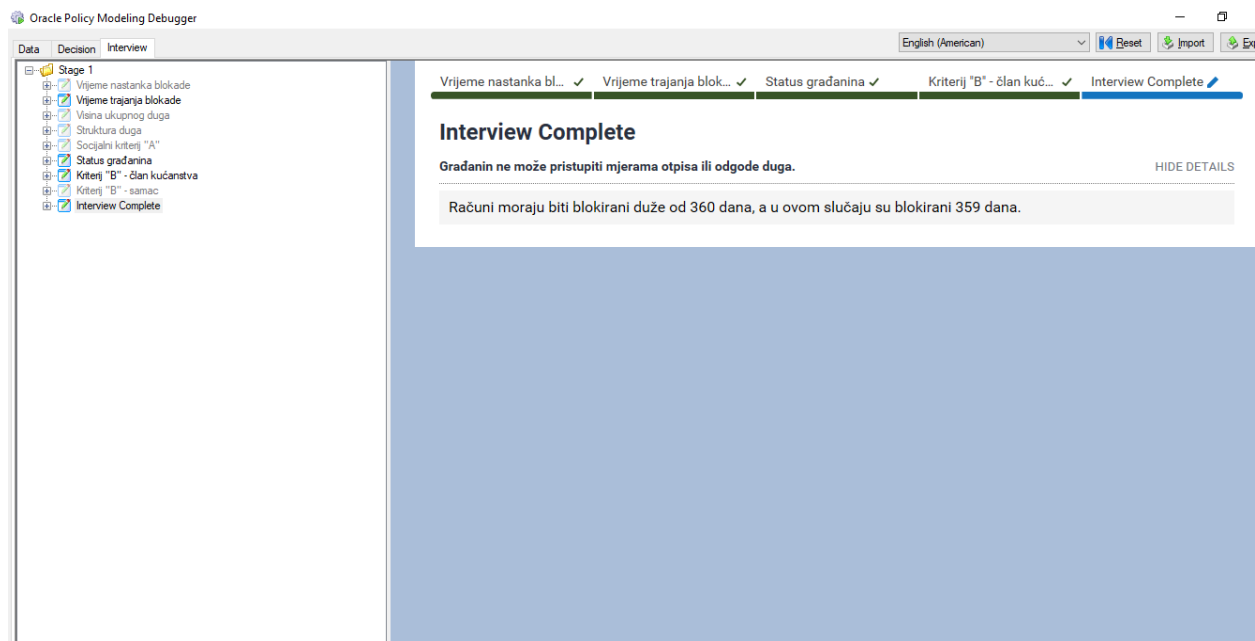 Oracle Policy Modeling Debugger
Data Decision Interview
English (American) Reset Import
Stage 1
Vrijeme nastanka blokade
Vrijeme trajanja blokade
Visina ukupnog duga
Struktura duga
Socijalni kriterij "A"
Status građanina
Kriterij "B" - član kućanstva
Kriterij "B" - samac
Interview Complete
Vrijeme nastanka bl... Vrijeme trajanja blok... Status građanina Kriterij "B" - član kuć... Interview Complete
Interview Complete
Građanin ne može pristupiti mjerama otpisa ili odgode duga. HIDE DETAILS
Računi moraju biti blokirani duže od 360 dana, a u ovom slučaju su blokirani 359 dana.